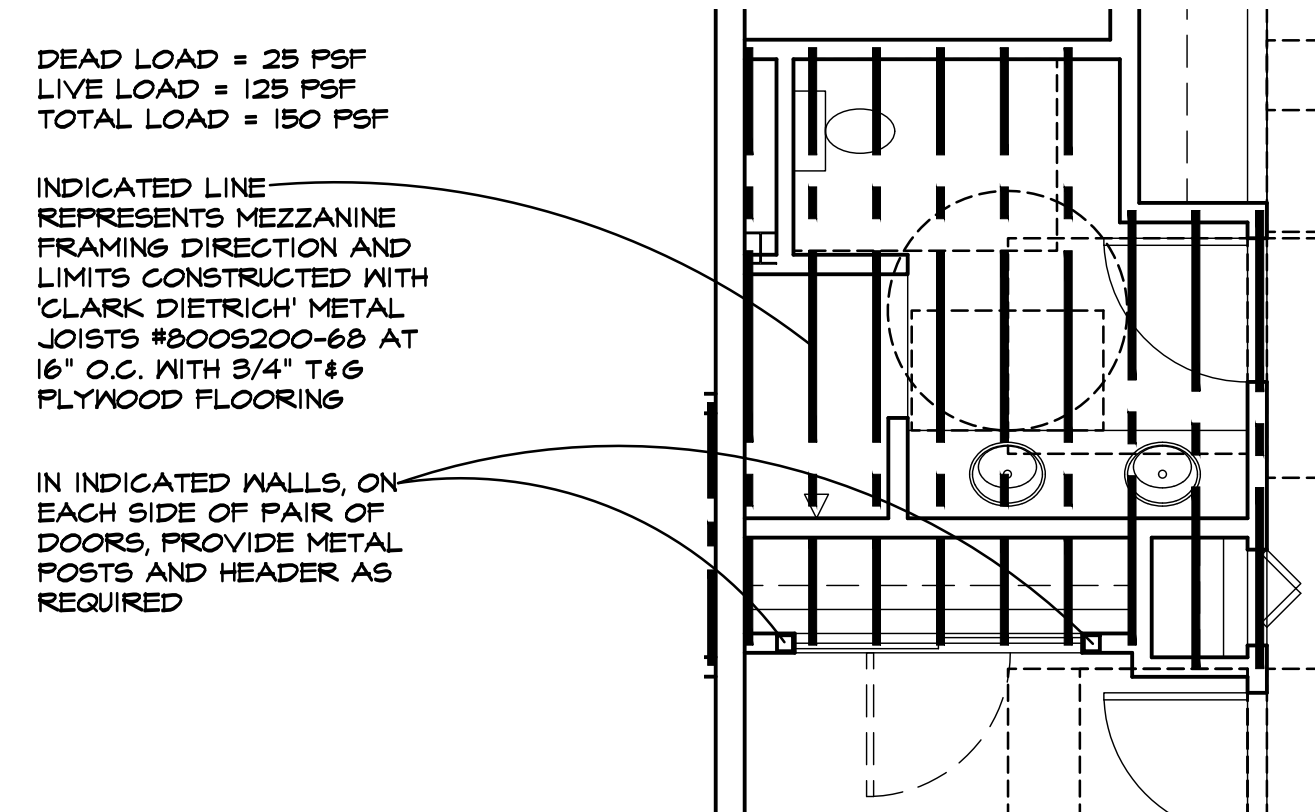 DEAD LOAD = 25 PSF
LIVE LOAD = 125 PSF
TOTAL LOAD = 150 PSF
INDICATED LINE
REPRESENTS MEZZANINE
FRAMING DIRECTION AND
LIMITS CONSTRUCTED WITH
'CLARK DIETRICH' METAL
JOISTS #800S200-68 AT
16" O.C. WITH 3/4" T&G
PLYWOOD FLOORING
IN INDICATED WALLS, ON
EACH SIDE OF PAIR OF
DOORS, PROVIDE METAL
POSTS AND HEADER AS
REQUIRED